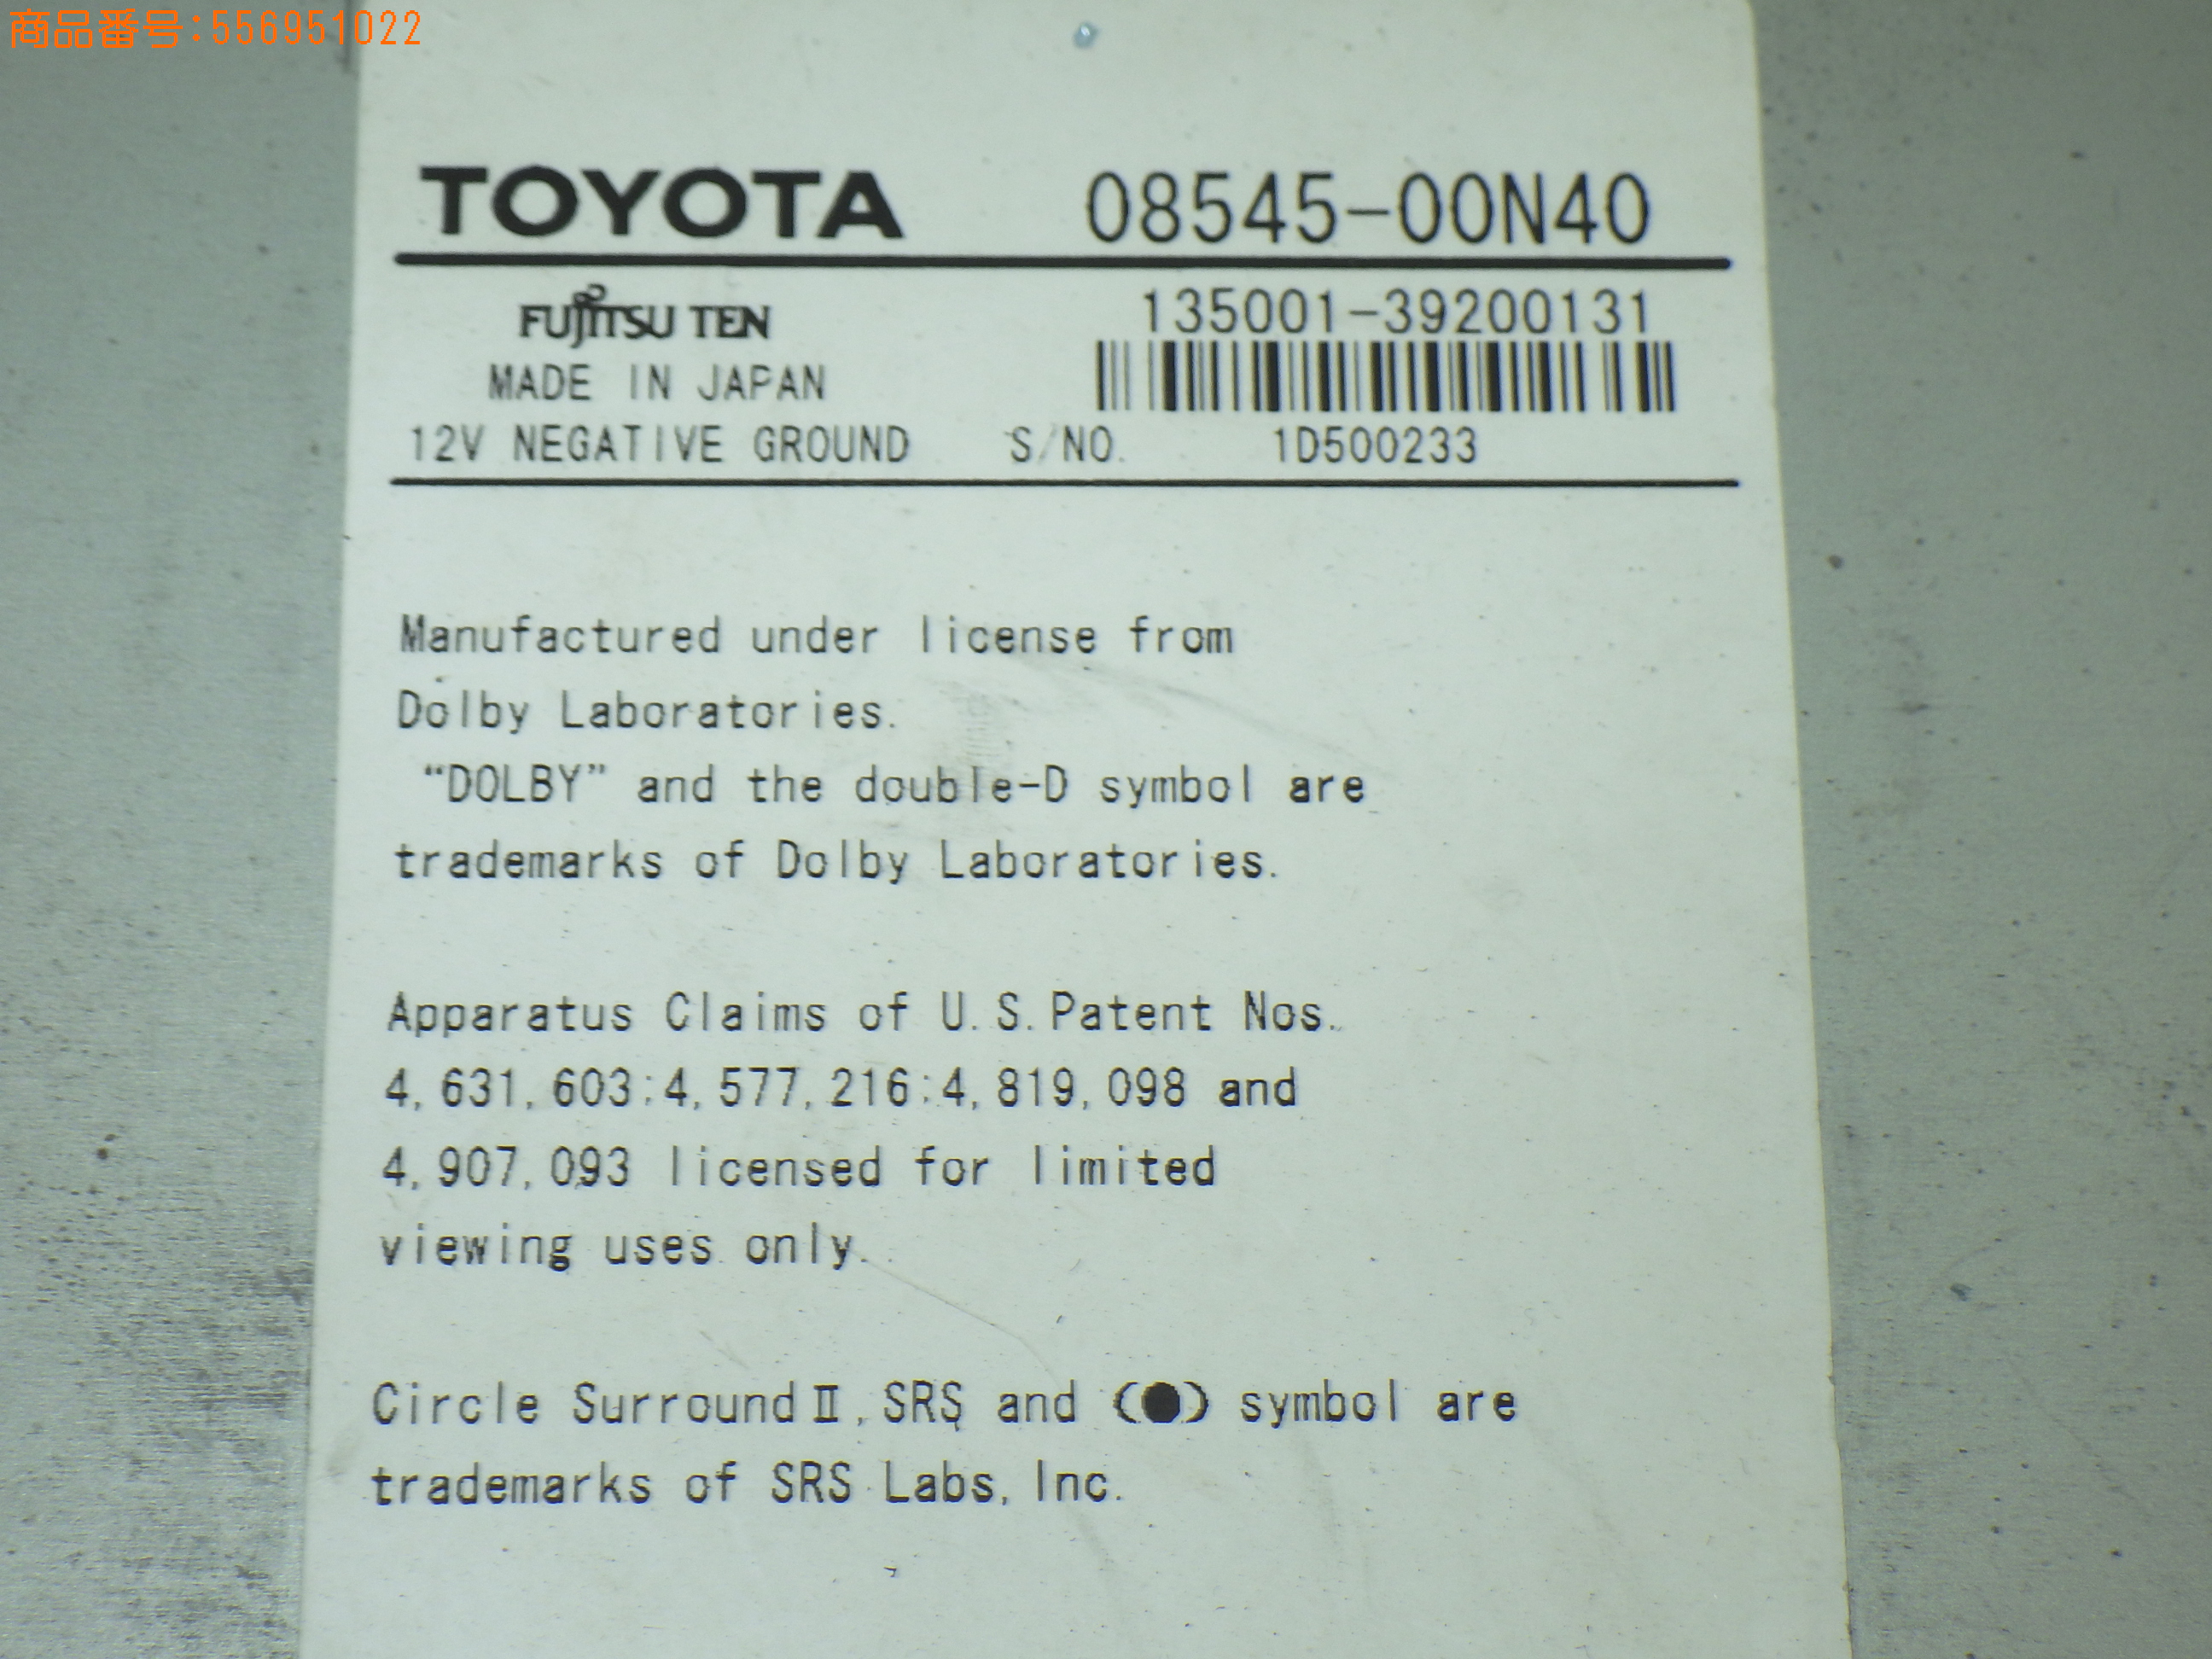 商品番号:556951022
TOYOTA 08545-00N40
FUJITSU TEN 135001-39200131
MADE IN JAPAN
12V NEGATIVE GROUND S/NO. 1D500233
Manufactured under license from
Dolby Laboratories.
“DOLBY” and the double-D symbol are
trademarks of Dolby Laboratories.
Apparatus Claims of U.S.Patent Nos.
4,631,603:4,577,216:4,819,098 and
4,907,093 licensed for limited
viewing uses only.
Circle SurroundⅡ,SRS and (●) symbol are
trademarks of SRS Labs,Inc.